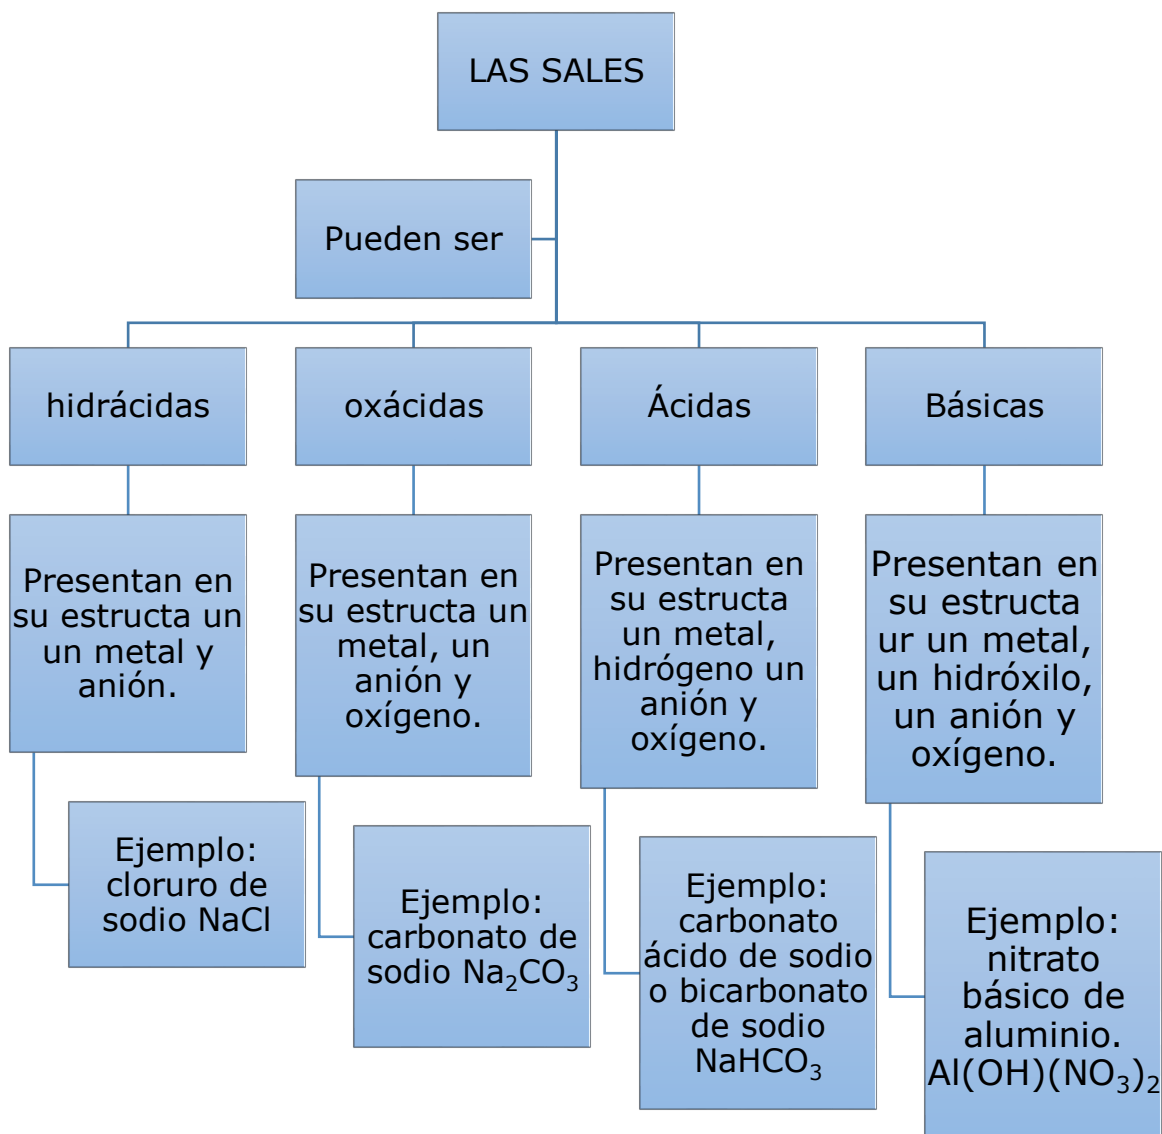 LAS SALES
Pueden ser
hidrácidas
oxácidas
Ácidas
Básicas
Presentan en
su estructa un
un metal y
anión.
Presentan en
su estructa un
metal, un
anión y
oxígeno.
Presentan en
su estructa
un metal,
hidrógeno un
anión y
oxígeno.
Presentan en
su estructa
ur un metal,
un hidróxilo,
un anión y
oxígeno.
Ejemplo:
cloruro de
sodio NaCl
Ejemplo:
carbonato de
sodio Na₂CO₃
Ejemplo:
carbonato
ácido de sodio
o bicarbonato
de sodio
NaHCO₃
Ejemplo:
nitrato
básico de
aluminio.
Al(OH)(NO₃)₂